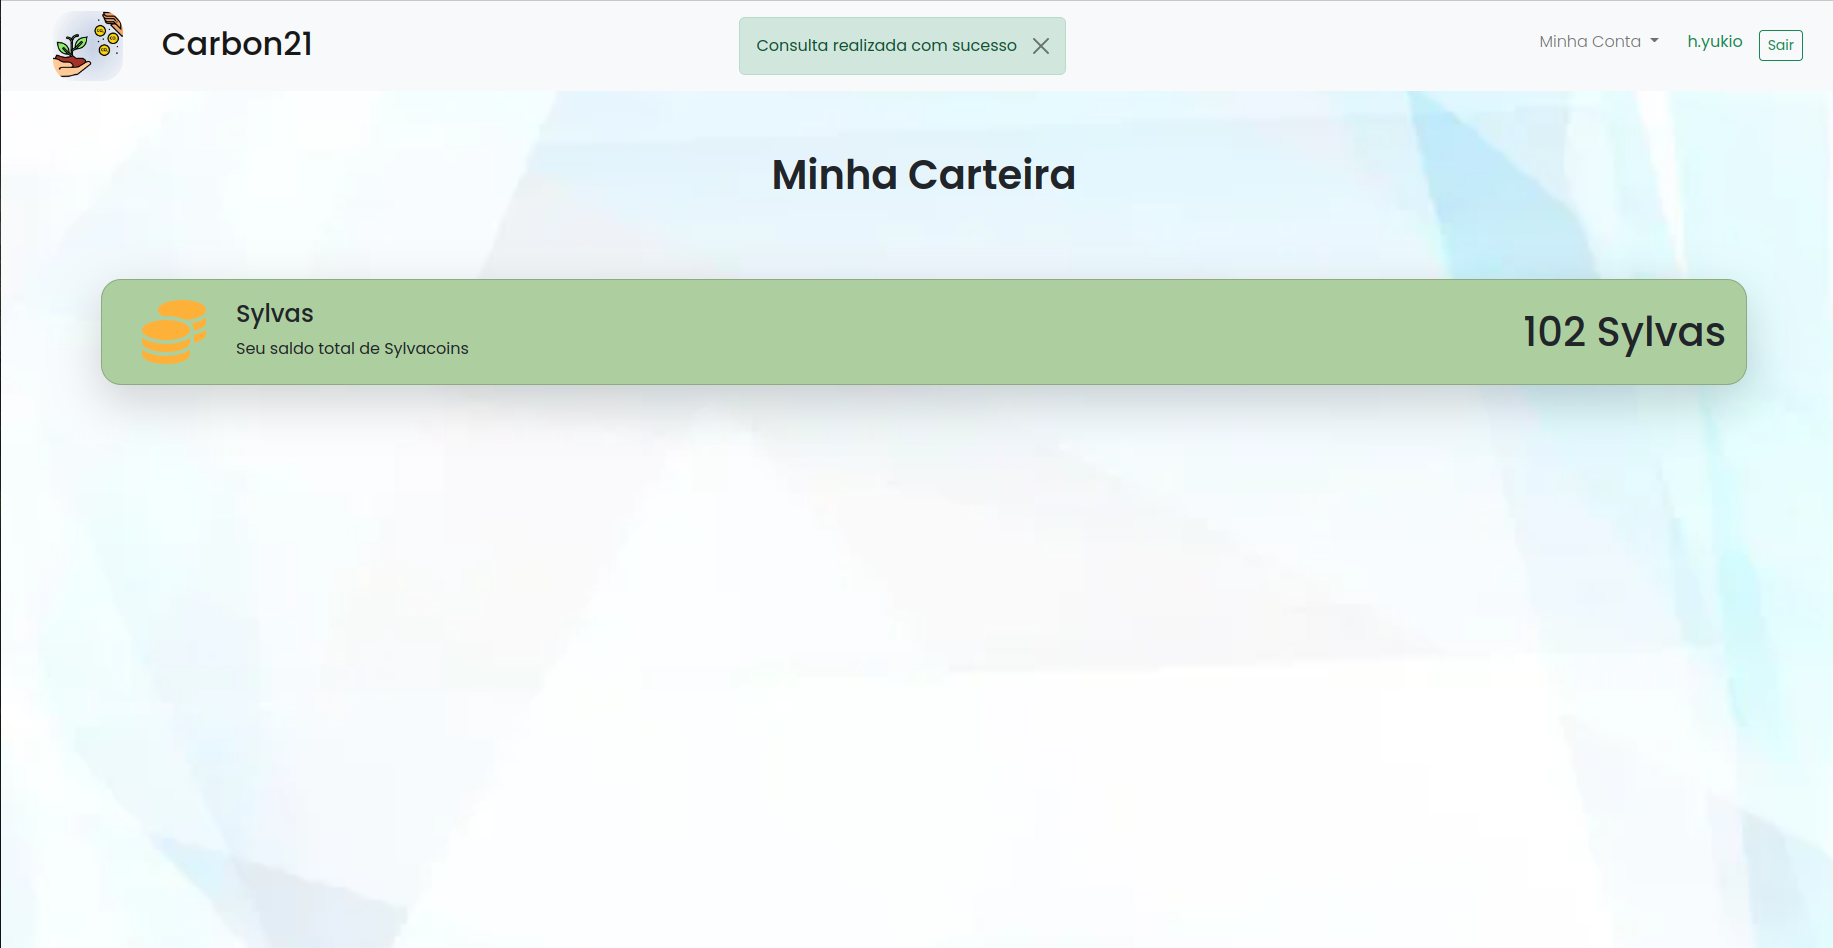 Carbon21
Consulta realizada com sucesso
Minha Conta
h.yukio
Sair
Minha Carteira
Sylvas
Seu saldo total de Sylvacoins
102 Sylvas